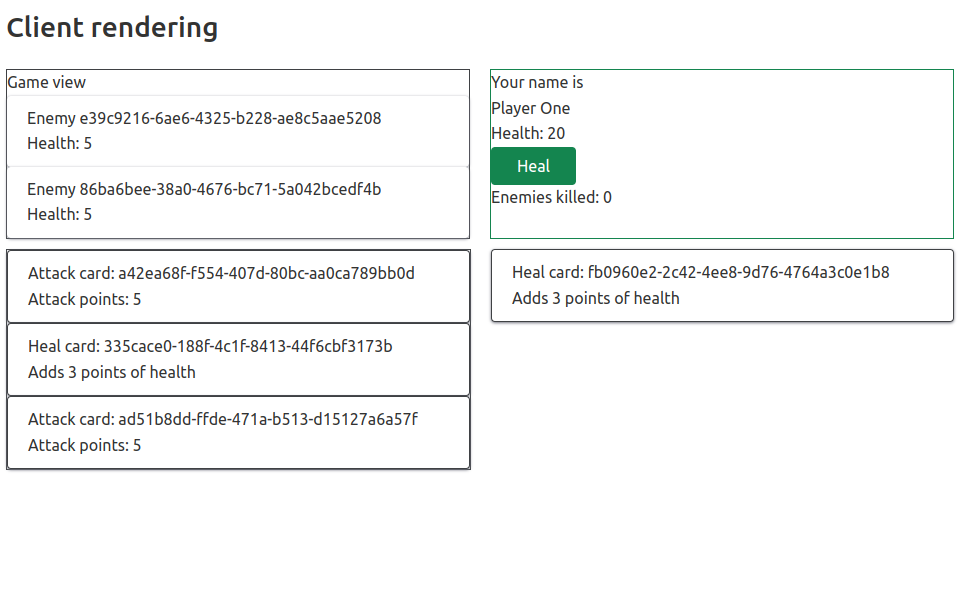 Client rendering
Game view
Enemy e39c9216-6ae6-4325-b228-ae8c5aae5208
Health: 5
Enemy 86ba6bee-38a0-4676-bc71-5a042bcedf4b
Health: 5
Your name is
Player One
Health: 20
Heal
Enemies killed: 0
Attack card: a42ea68f-f554-407d-80bc-aa0ca789bb0d
Attack points: 5
Heal card: 335cace0-188f-4c1f-8413-44f6cbf3173b
Adds 3 points of health
Attack card: ad51b8dd-ffde-471a-b513-d15127a6a57f
Attack points: 5
Heal card: fb0960e2-2c42-4ee8-9d76-4764a3c0e1b8
Adds 3 points of health